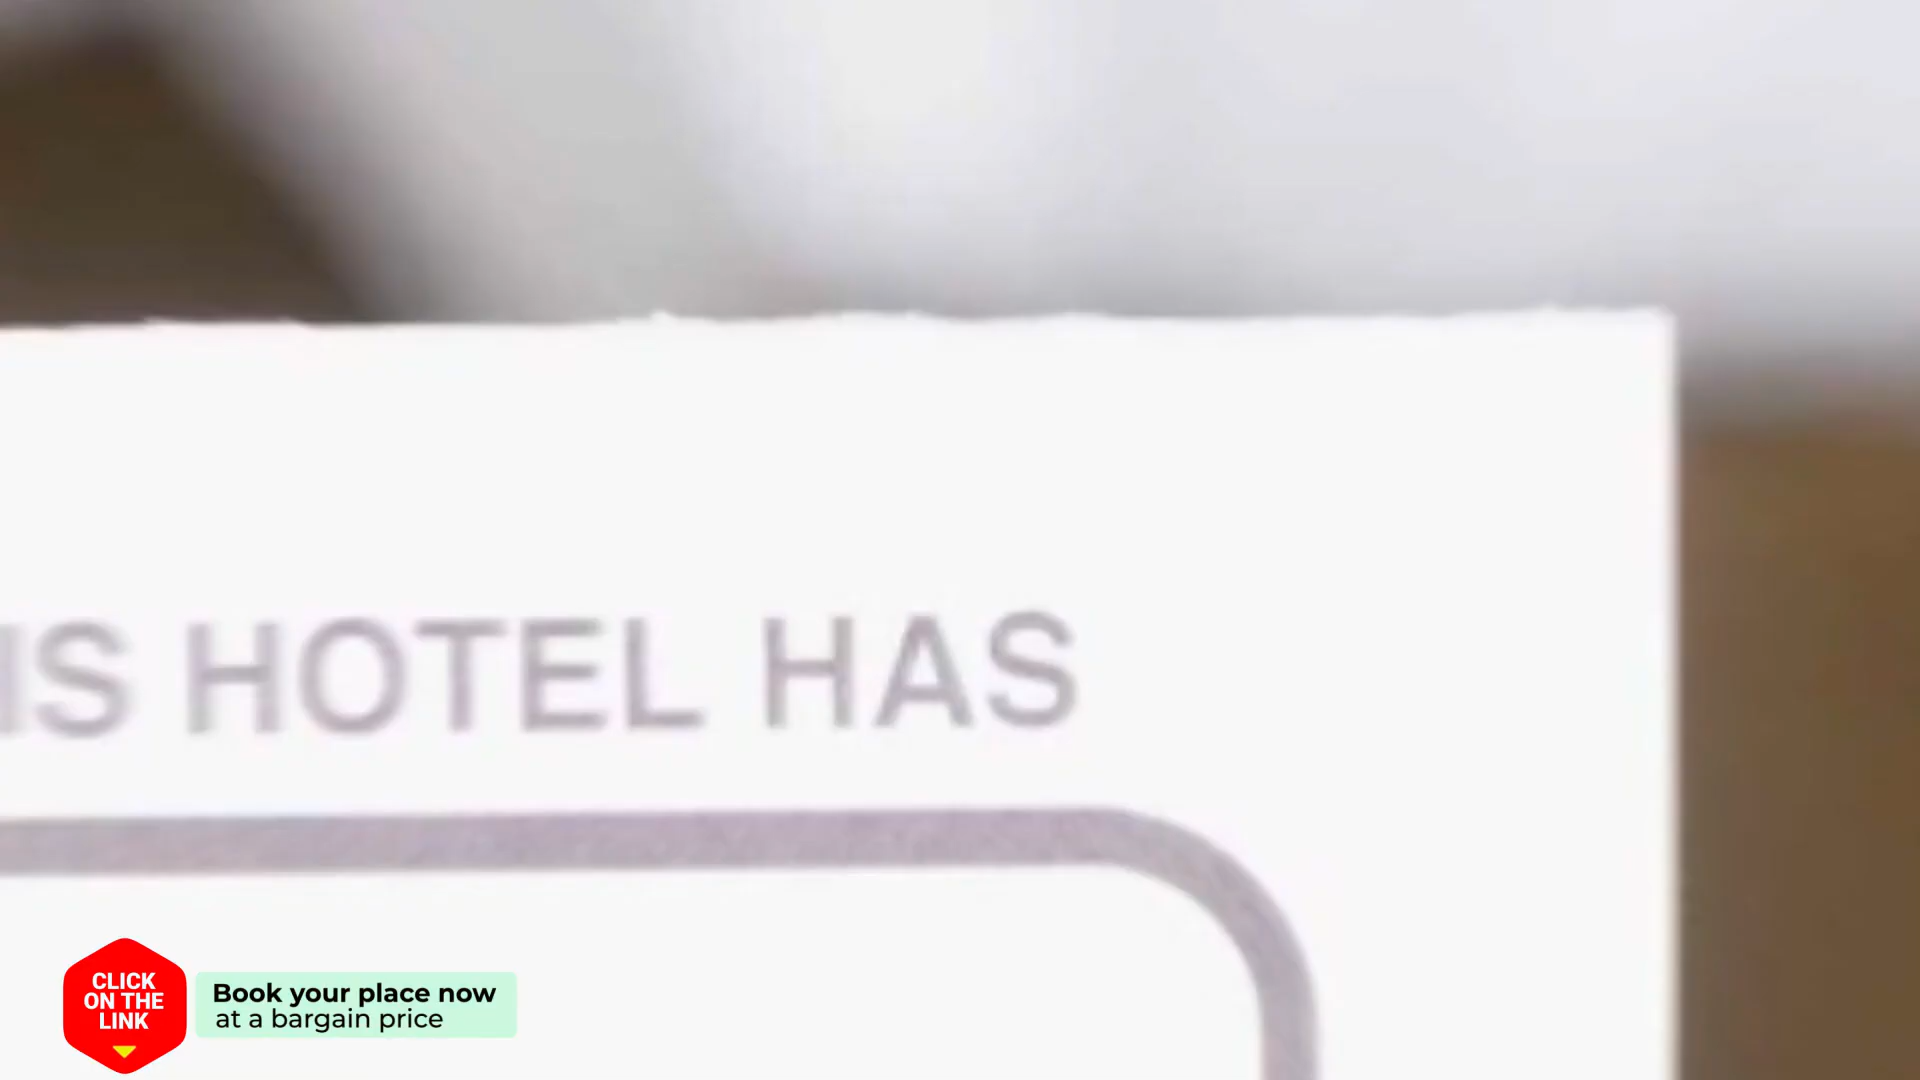 IS HOTEL HAS
CLICK
ON THE
LINK
Book your place now
at a bargain price